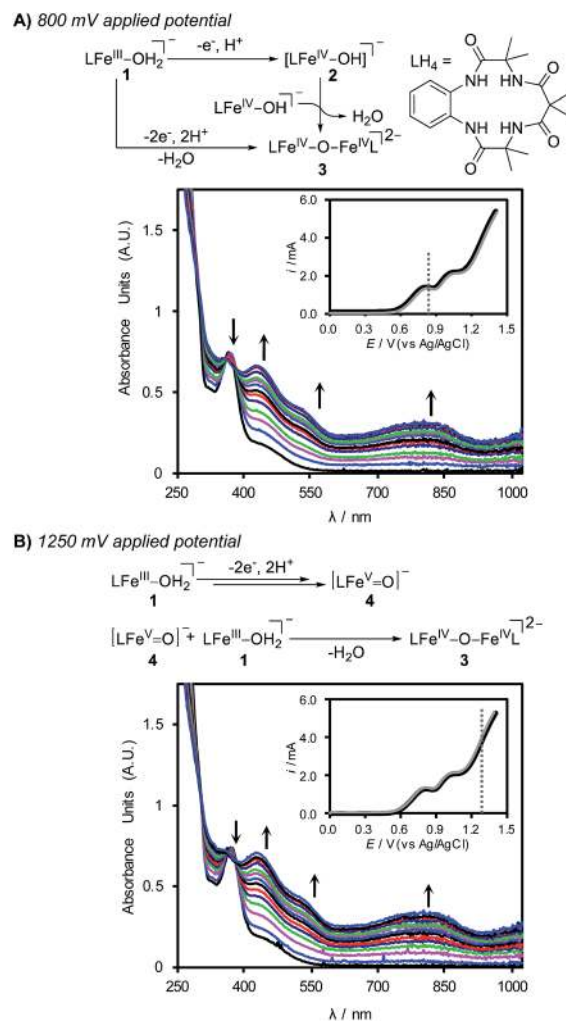 A) 800 mV applied potential
LFeᴵᴵᴵ–OH₂]⁻ -e⁻, H⁺ [LFeᴵⱽ–OH]⁻ LH₄ =
1 2
LFeᴵⱽ–OH]⁻ H₂O
-2e⁻, 2H⁺
-H₂O
LFeᴵⱽ–O–FeᴵⱽL]²⁻
3
O NH HN O
NH HN
O O
Absorbance Units (A.U.)
1.5
1
0.5
0
250 400 550 700 850 1000
λ / nm
i / mA
6.0
4.0
2.0
0.0
0.0 0.3 0.6 0.9 1.2 1.5
E / V (vs Ag/AgCl)
B) 1250 mV applied potential
LFeᴵᴵᴵ–OH₂]⁻ -2e⁻, 2H⁺ [LFeⱽ=O]⁻
1 4
[LFeⱽ=O]⁻ + LFeᴵᴵᴵ–OH₂]⁻ -H₂O LFeᴵⱽ–O–FeᴵⱽL]²⁻
4 1 3
Absorbance Units (A.U.)
1.5
1
0.5
0
250 400 550 700 850 1000
λ / nm
i / mA
6.0
4.0
2.0
0.0
0.0 0.3 0.6 0.9 1.2 1.5
E / V (vs Ag/AgCl)